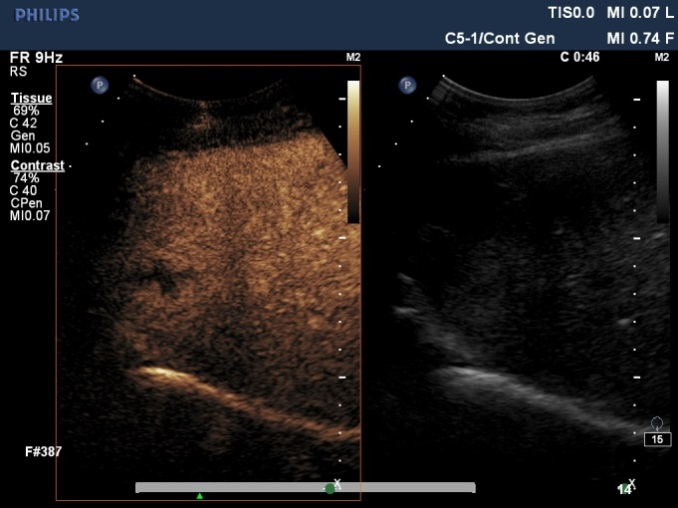 PHILIPS
TIS0.0 MI 0.07 L
C5-1/Cont Gen MI 0.74 F
FR 9Hz
RS
M2
C 0:46
M2
P
P
Tissue
69%
C 42
Gen
MI0.05
Contrast
74%
C 40
CPen
MI0.07
F#387
15
X
X
14